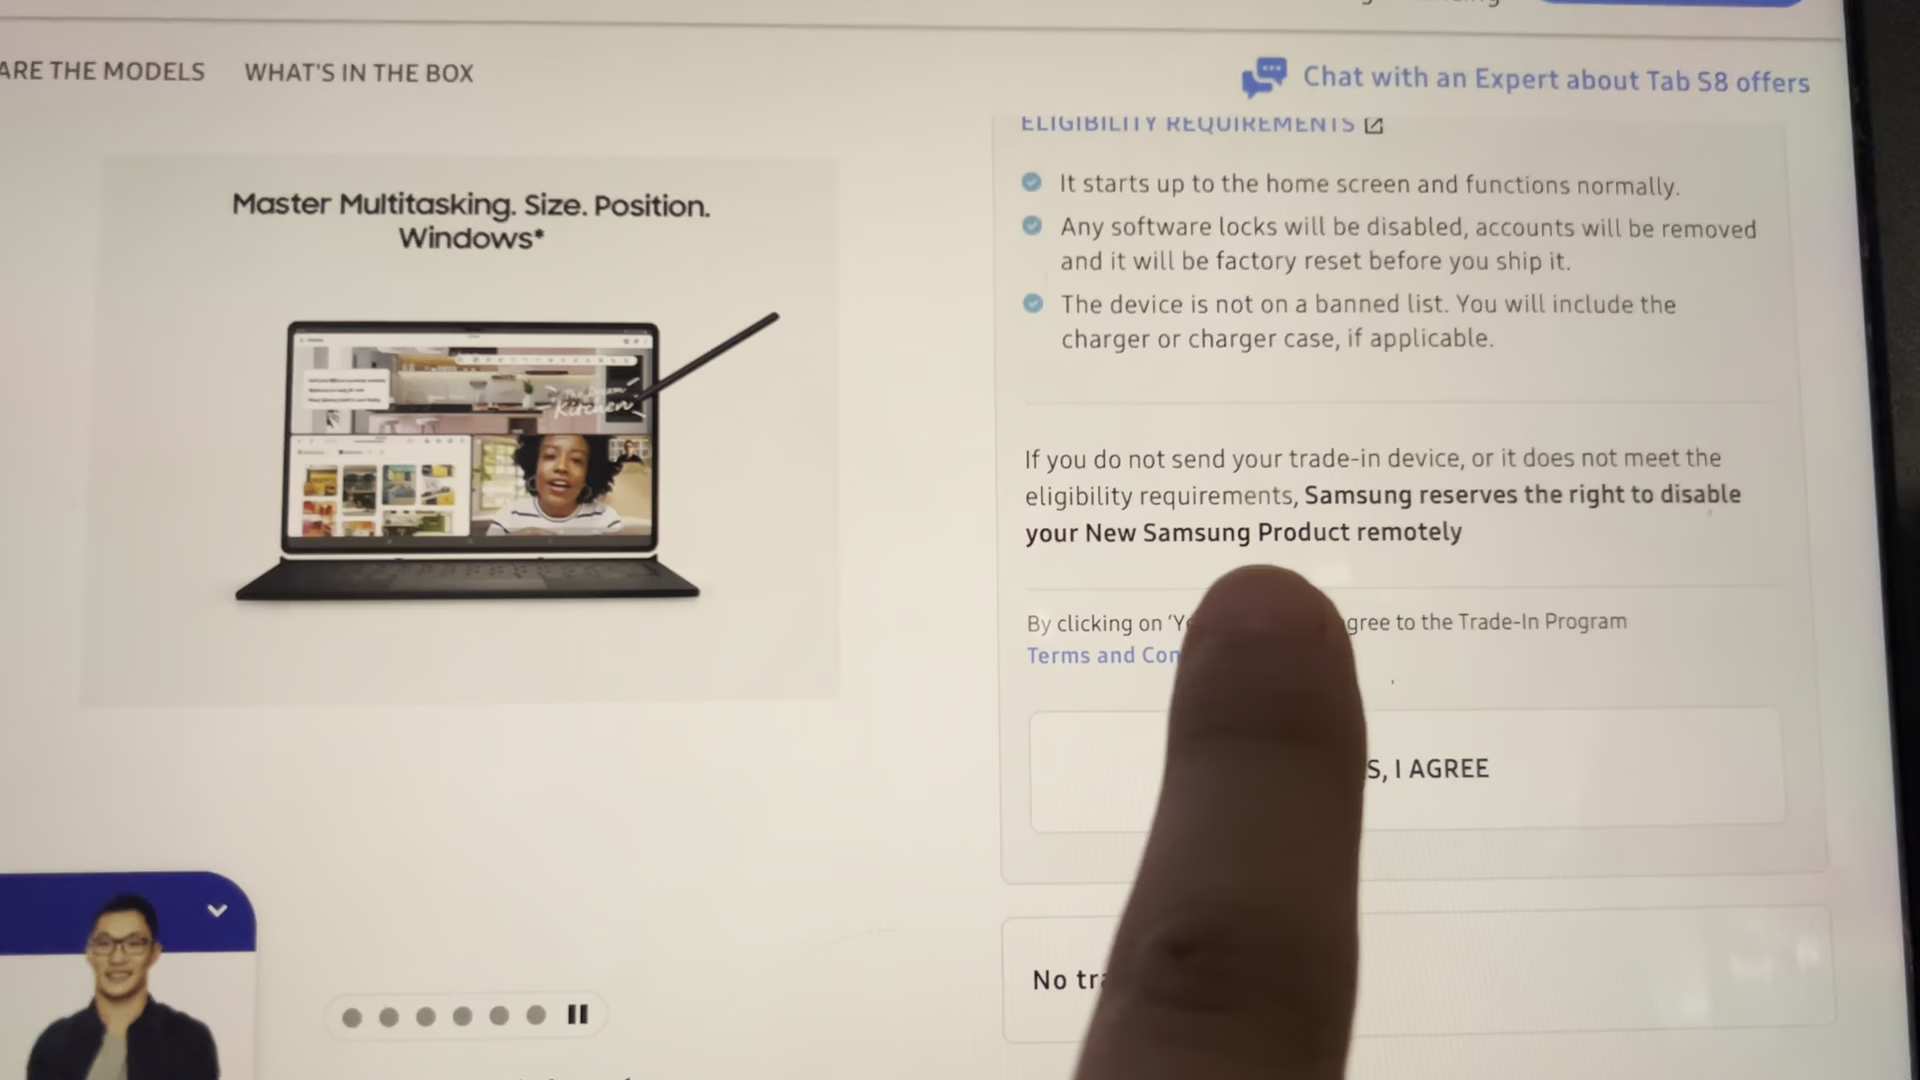 ARE THE MODELS
WHAT'S IN THE BOX
Chat with an Expert about Tab S8 offers
ELIGIBILITY REQUIREMENTS
Master Multitasking. Size. Position.
Windows*
Kitchen
It starts up to the home screen and functions normally.
Any software locks will be disabled, accounts will be removed
and it will be factory reset before you ship it.
The device is not on a banned list. You will include the
charger or charger case, if applicable.
If you do not send your trade-in device, or it does not meet the
eligibility requirements, Samsung reserves the right to disable
your New Samsung Product remotely
By clicking on 'Ye gree to the Trade-In Program
Terms and Con
S, I AGREE
No tra